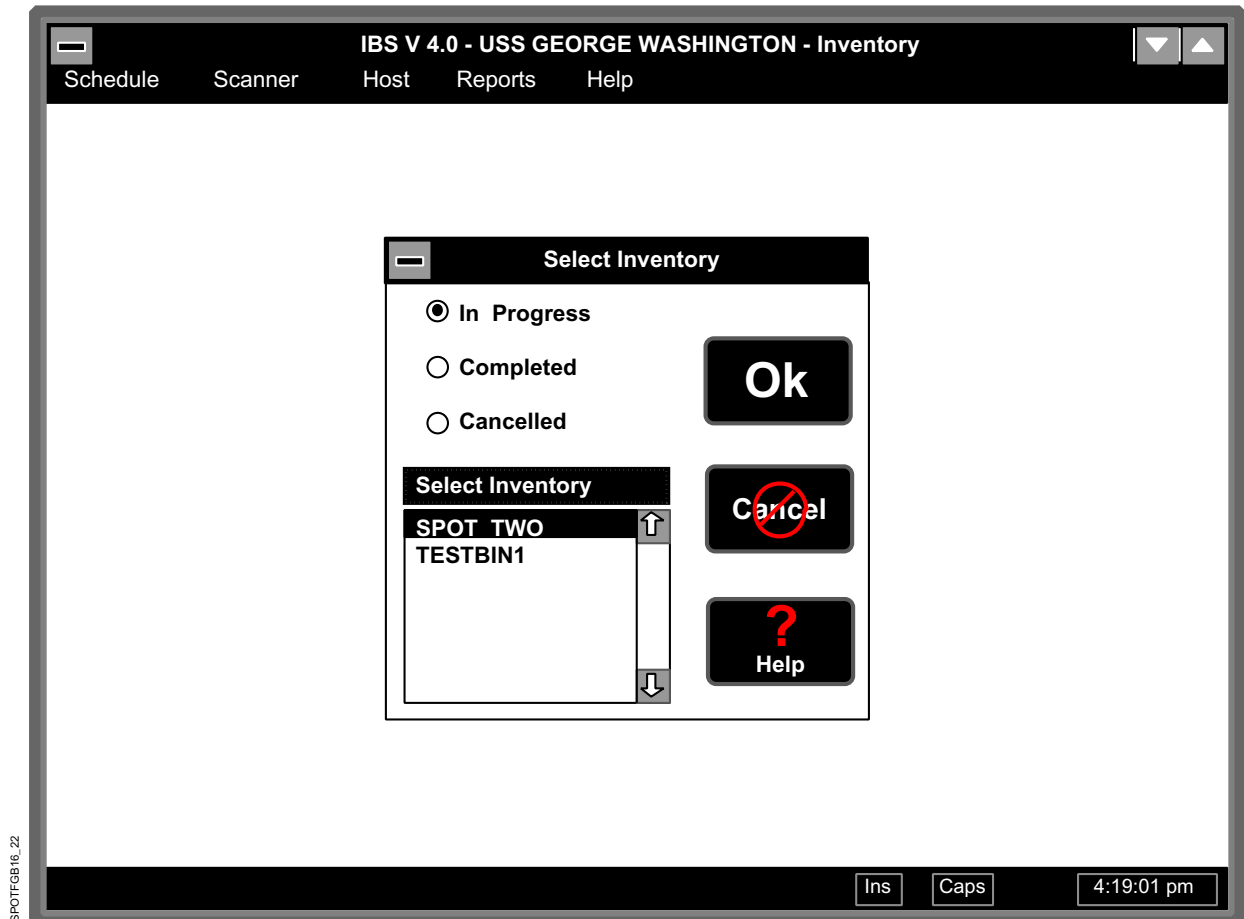 IBS V 4.0 - USS GEORGE WASHINGTON - Inventory
Schedule Scanner Host Reports Help
Select Inventory
In Progress
Completed
Cancelled
Ok
Select Inventory
SPOT TWO
TESTBIN1
Cancel
?
Help
SPOTFGB16_22
Ins Caps 4:19:01 pm